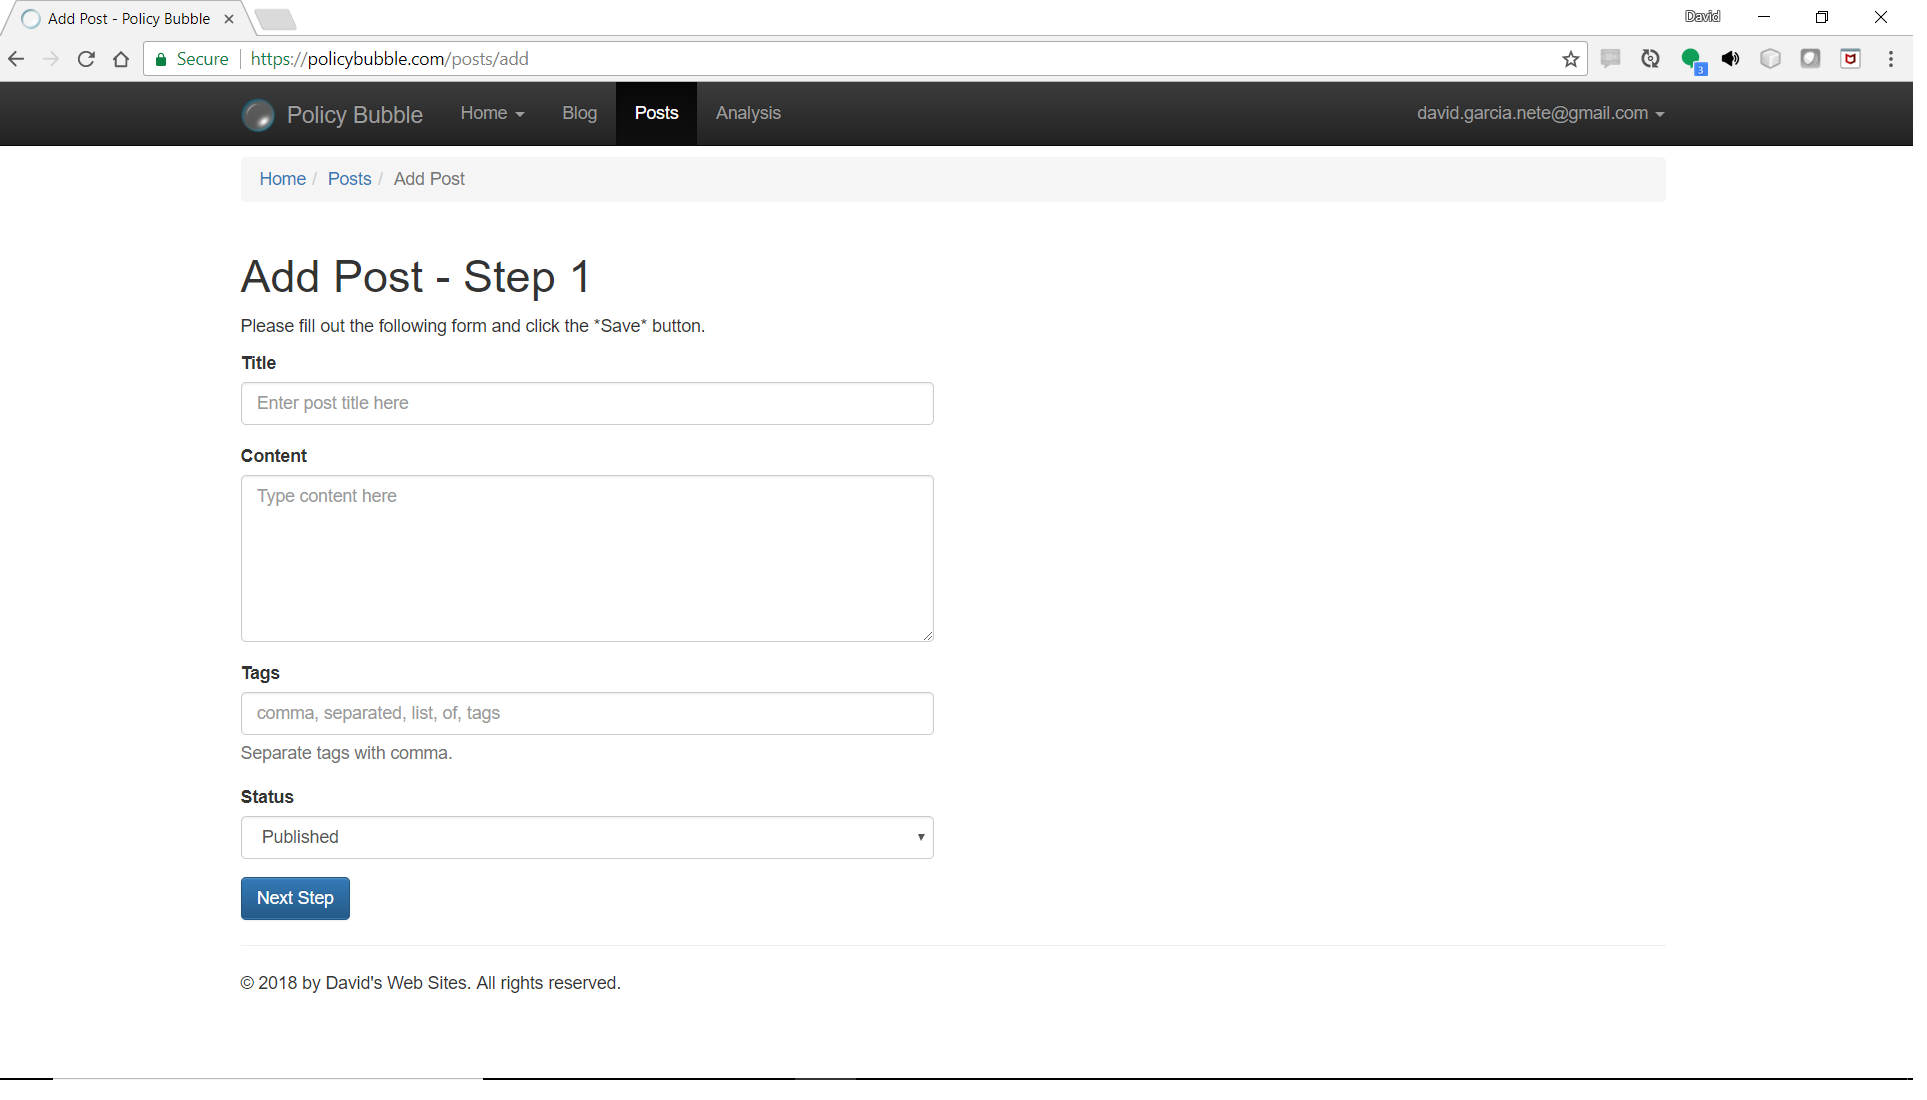 Add Post - Policy Bubble
David
Secure https://policybubble.com/posts/add
3
Policy Bubble Home Blog Posts Analysis david.garcia.nete@gmail.com
Home / Posts / Add Post
Add Post - Step 1
Please fill out the following form and click the *Save* button.
Title
Enter post title here
Content
Type content here
Tags
comma, separated, list, of, tags
Separate tags with comma.
Status
Published
Next Step
© 2018 by David's Web Sites. All rights reserved.